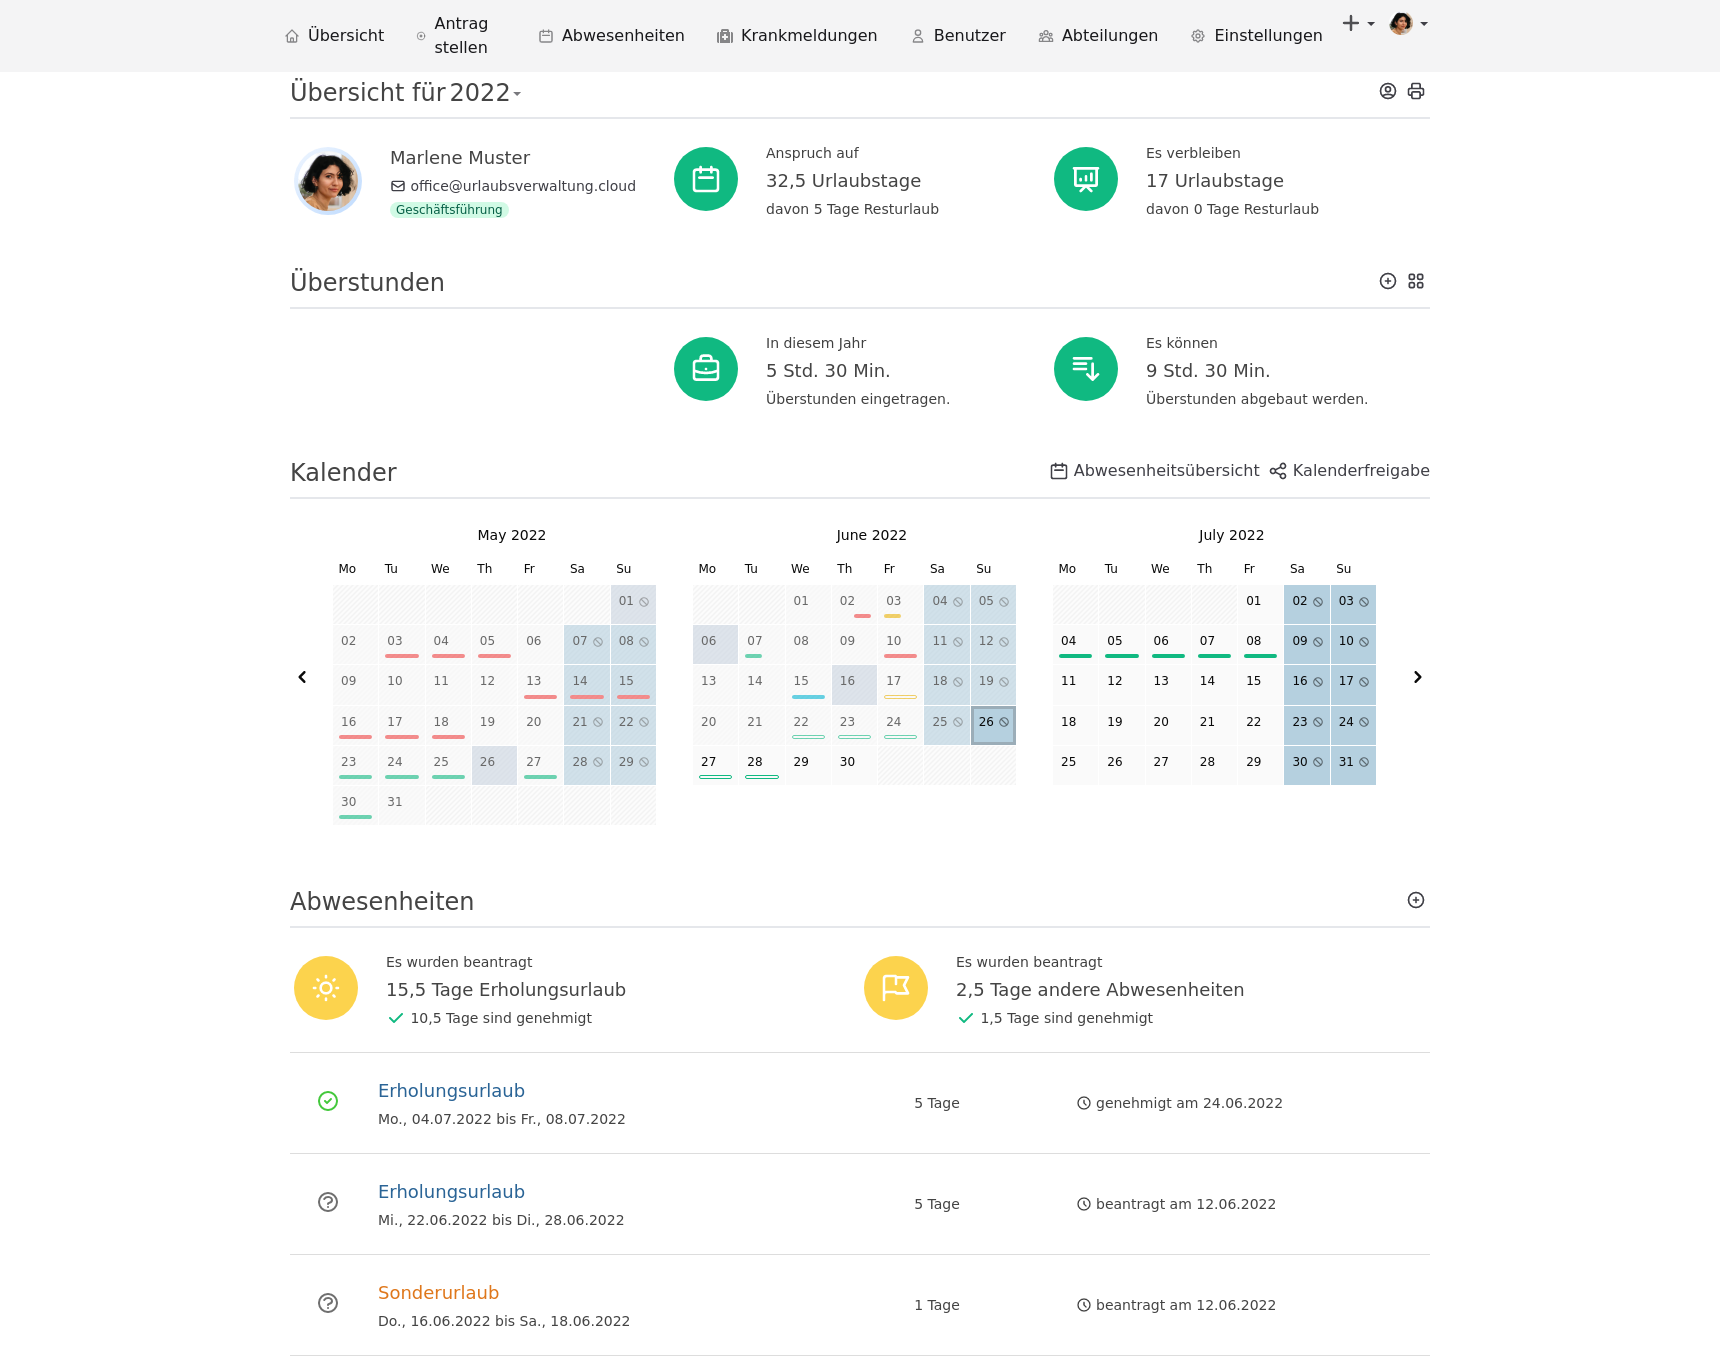 Übersicht
Antrag stellen
Abwesenheiten
Krankmeldungen
Benutzer
Abteilungen
Einstellungen
Übersicht für 2022
Marlene Muster
office@urlaubsverwaltung.cloud
Geschäftsführung
Anspruch auf
32,5 Urlaubstage
davon 5 Tage Resturlaub
Es verbleiben
17 Urlaubstage
davon 0 Tage Resturlaub
Überstunden
In diesem Jahr
5 Std. 30 Min.
Überstunden eingetragen.
Es können
9 Std. 30 Min.
Überstunden abgebaut werden.
Kalender
Abwesenheitsübersicht
Kalenderfreigabe
May 2022
Mo Tu We Th Fr Sa Su
01
02 03 04 05 06 07 08
09 10 11 12 13 14 15
16 17 18 19 20 21 22
23 24 25 26 27 28 29
30 31
June 2022
Mo Tu We Th Fr Sa Su
01 02 03 04 05
06 07 08 09 10 11 12
13 14 15 16 17 18 19
20 21 22 23 24 25 26
27 28 29 30
July 2022
Mo Tu We Th Fr Sa Su
01 02 03
04 05 06 07 08 09 10
11 12 13 14 15 16 17
18 19 20 21 22 23 24
25 26 27 28 29 30 31
Abwesenheiten
Es wurden beantragt
15,5 Tage Erholungsurlaub
10,5 Tage sind genehmigt
Es wurden beantragt
2,5 Tage andere Abwesenheiten
1,5 Tage sind genehmigt
Erholungsurlaub
Mo., 04.07.2022 bis Fr., 08.07.2022
5 Tage
genehmigt am 24.06.2022
Erholungsurlaub
Mi., 22.06.2022 bis Di., 28.06.2022
5 Tage
beantragt am 12.06.2022
Sonderurlaub
Do., 16.06.2022 bis Sa., 18.06.2022
1 Tage
beantragt am 12.06.2022